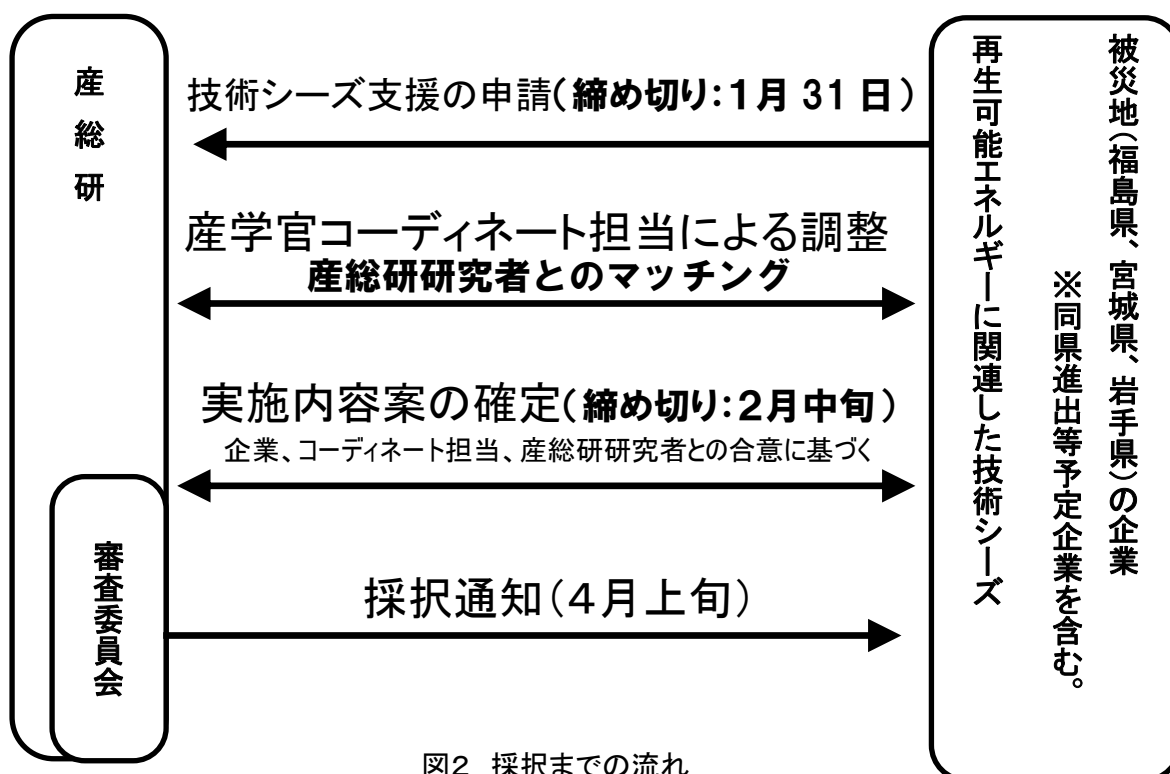 産総研
技術シーズ支援の申請(締め切り:1月 31 日)
産学官コーディネート担当による調整
産総研研究者とのマッチング
実施内容案の確定(締め切り:2月中旬)
企業、コーディネート担当、産総研研究者との合意に基づく
審査委員会
採択通知(4月上旬)
被災地(福島県、宮城県、岩手県)の企業
※同県進出等予定企業を含む。
再生可能エネルギーに関連した技術シーズ
図2 採択までの流れ